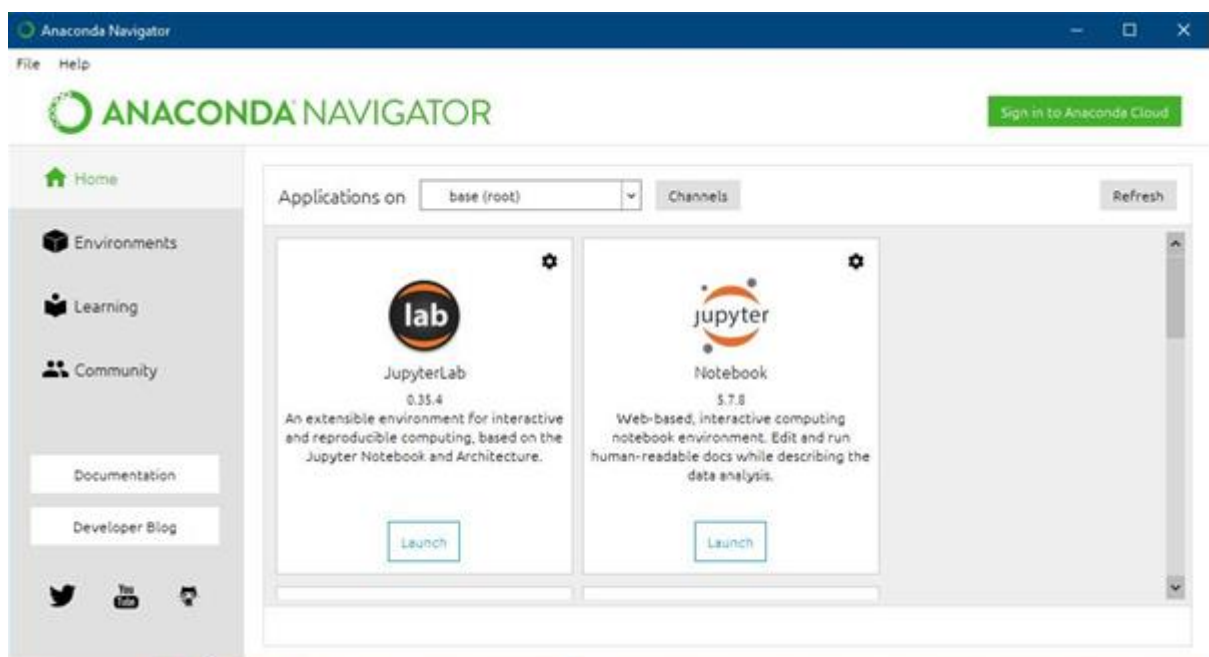 Anaconda Navigator
File Help
ANACONDA NAVIGATOR
Sign in to Anaconda Cloud
Home
Environments
Learning
Community
Documentation
Developer Blog
You
Tube
Applications on base (root) Channels Refresh
lab
JupyterLab
0.35.4
An extensible environment for interactive
and reproducible computing, based on the
Jupyter Notebook and Architecture.
Launch
jupyter
Notebook
5.7.8
Web-based, interactive computing
notebook environment. Edit and run
human-readable docs while describing the
data analysis.
Launch